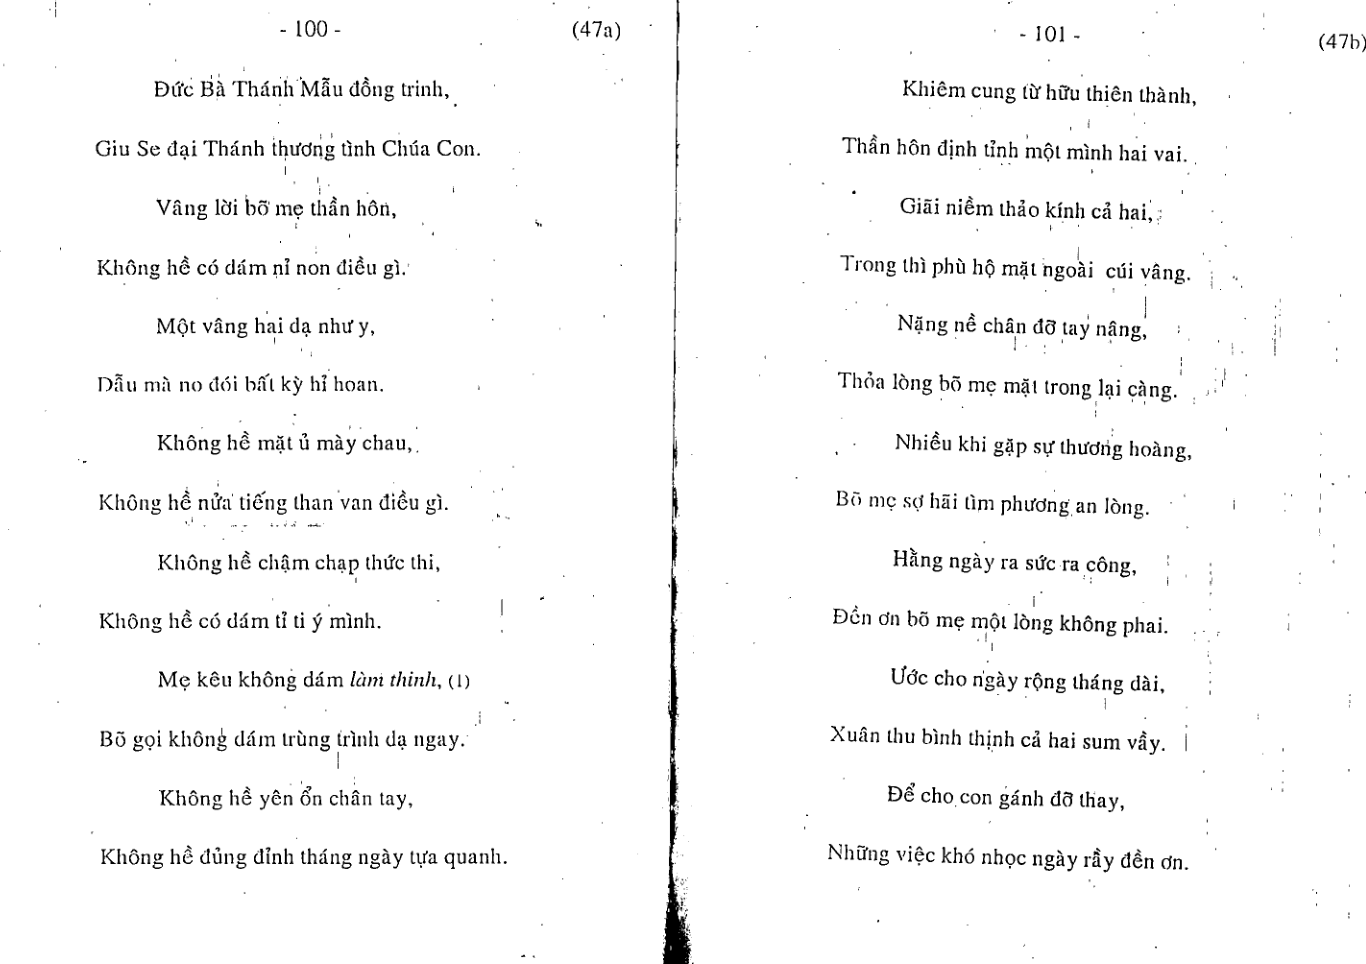 - 100 -
(47a)
Đức Bà Thánh Mẫu đồng trinh,
Giu Se đại Thánh thương tình Chúa Con.
Vâng lời bõ mẹ thần hôn,
Không hề có dám nỉ non điều gì.
Một vâng hai dạ như y,
Dẫu mà no đói bất kỳ hỉ hoan.
Không hề mặt ủ mày chau,
Không hề nửa tiếng than van điều gì.
Không hề chậm chạp thức thi,
Không hề có dám tỉ ti ý mình.
Mẹ kêu không dám làm thinh, (1)
Bõ gọi không dám trùng trình dạ ngay.
Không hề yên ổn chân tay,
Không hề đủng đỉnh tháng ngày tựa quanh.
- 101 -
(47b)
Khiêm cung từ hữu thiên thành,
Thần hôn định tỉnh một mình hai vai.
Giãi niềm thảo kính cả hai,
Trong thì phù hộ mặt ngoài cúi vâng.
Nặng nề chân đỡ tay nâng,
Thỏa lòng bõ mẹ mặt trong lại càng.
Nhiều khi gặp sự thương hoàng,
Bõ mẹ sợ hãi tìm phương an lòng.
Hằng ngày ra sức ra công,
Đền ơn bõ mẹ một lòng không phai.
Ước cho ngày rộng tháng dài,
Xuân thu bình thịnh cả hai sum vầy.
Để cho con gánh đỡ thay,
Những việc khó nhọc ngày rầy đền ơn.